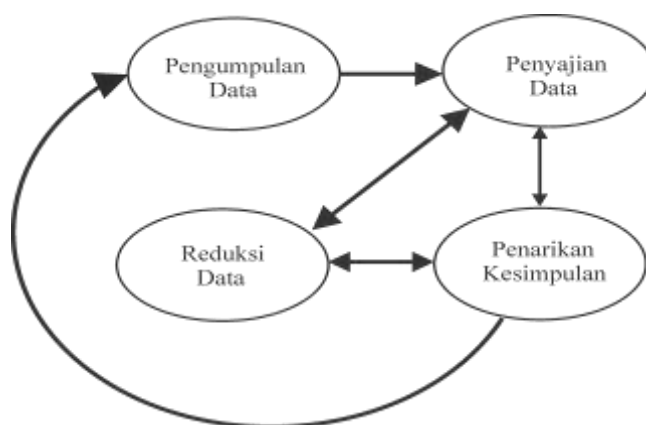 Pengumpulan
Data
Penyajian
Data
Reduksi
Data
Penarikan
Kesimpulan